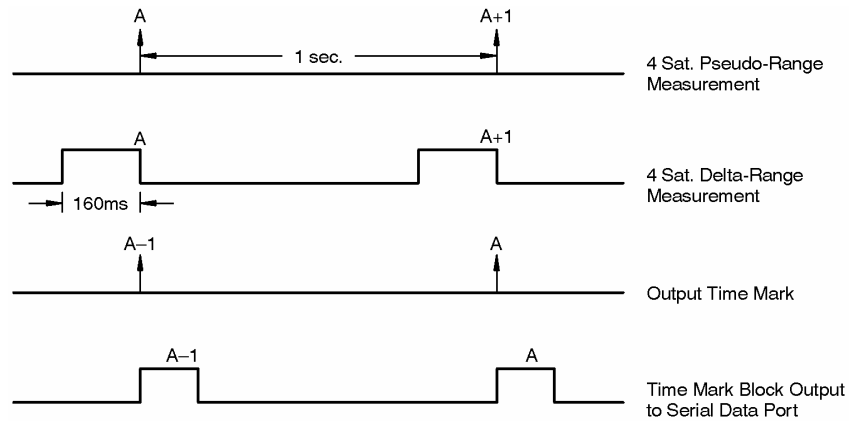 A A+1
1 sec.
4 Sat. Pseudo-Range
Measurement
A A+1
4 Sat. Delta-Range
Measurement
160ms
A−1 A
Output Time Mark
A−1 A
Time Mark Block Output
to Serial Data Port